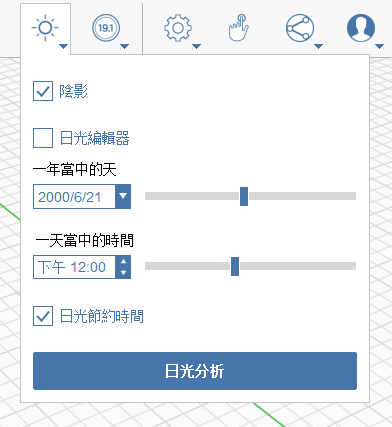 19.1
陰影
日光編輯器
一年當中的天
2000/6/21
一天當中的時間
下午 12:00
日光節約時間
日光分析